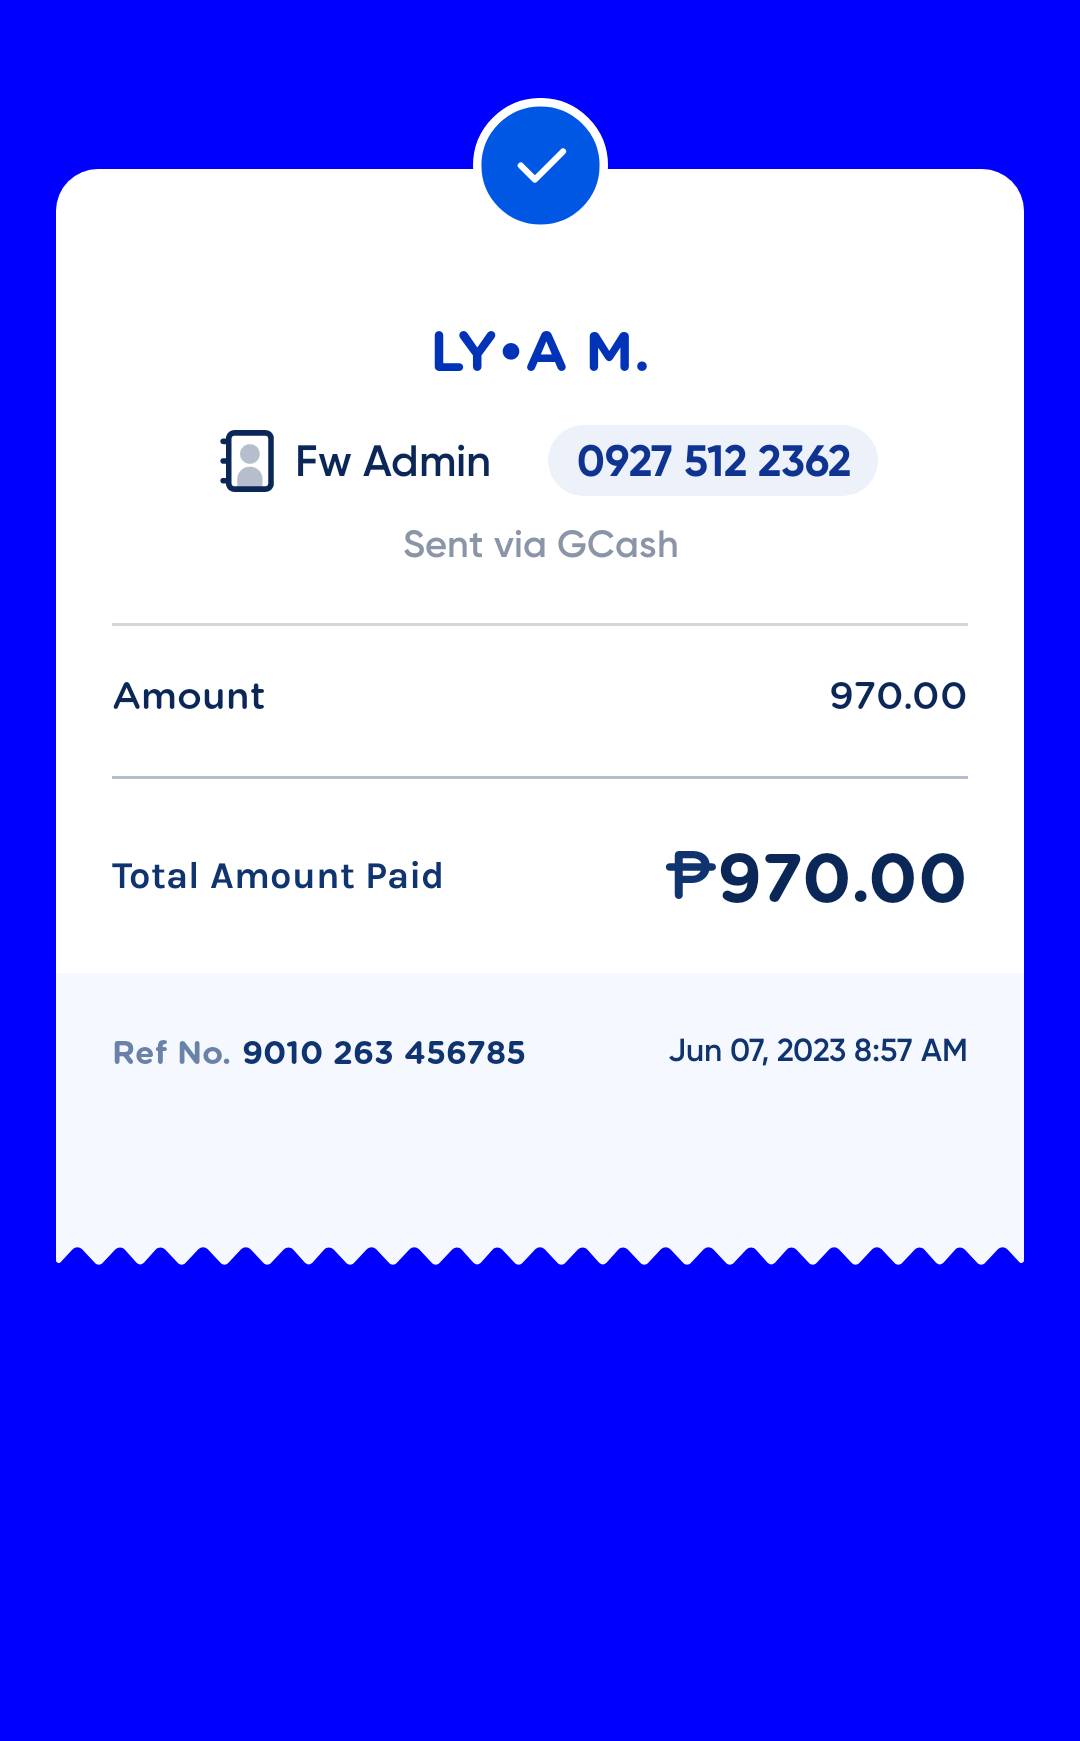 LY•A M.
Fw Admin 0927 512 2362
Sent via GCash
Amount 970.00
Total Amount Paid ₱970.00
Ref No. 9010 263 456785 Jun 07, 2023 8:57 AM